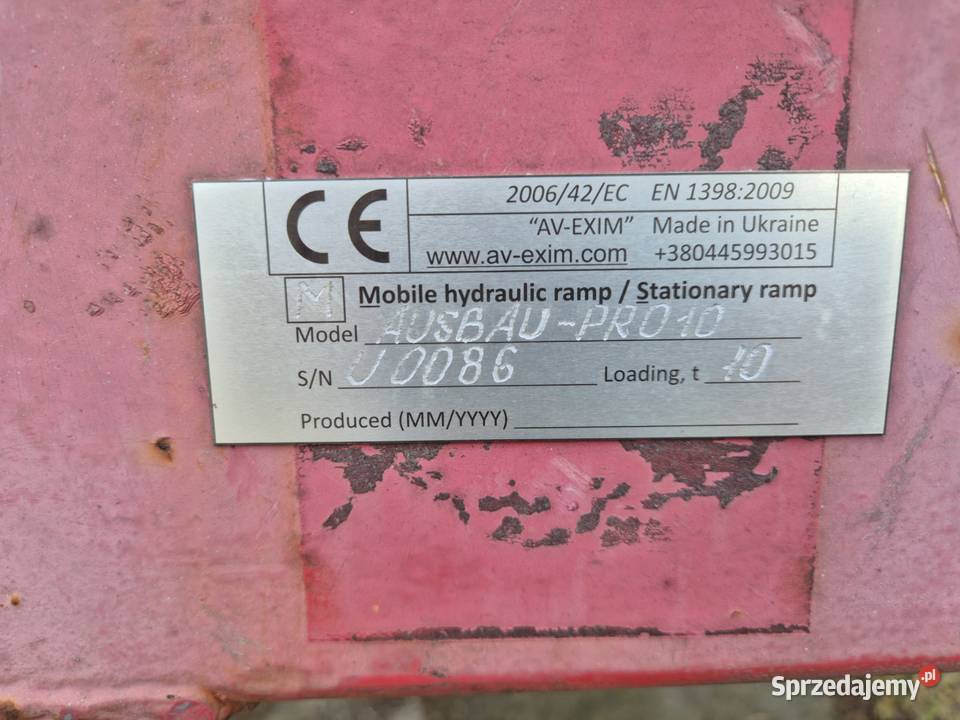 CE
2006/42/EC EN 1398:2009
"AV-EXIM" Made in Ukraine
www.av-exim.com +380445993015
M Mobile hydraulic ramp / Stationary ramp
Model AUSBAU-PRO10
S/N U0086 Loading, t 10
Produced (MM/YYYY)
Sprzedajemy.pl